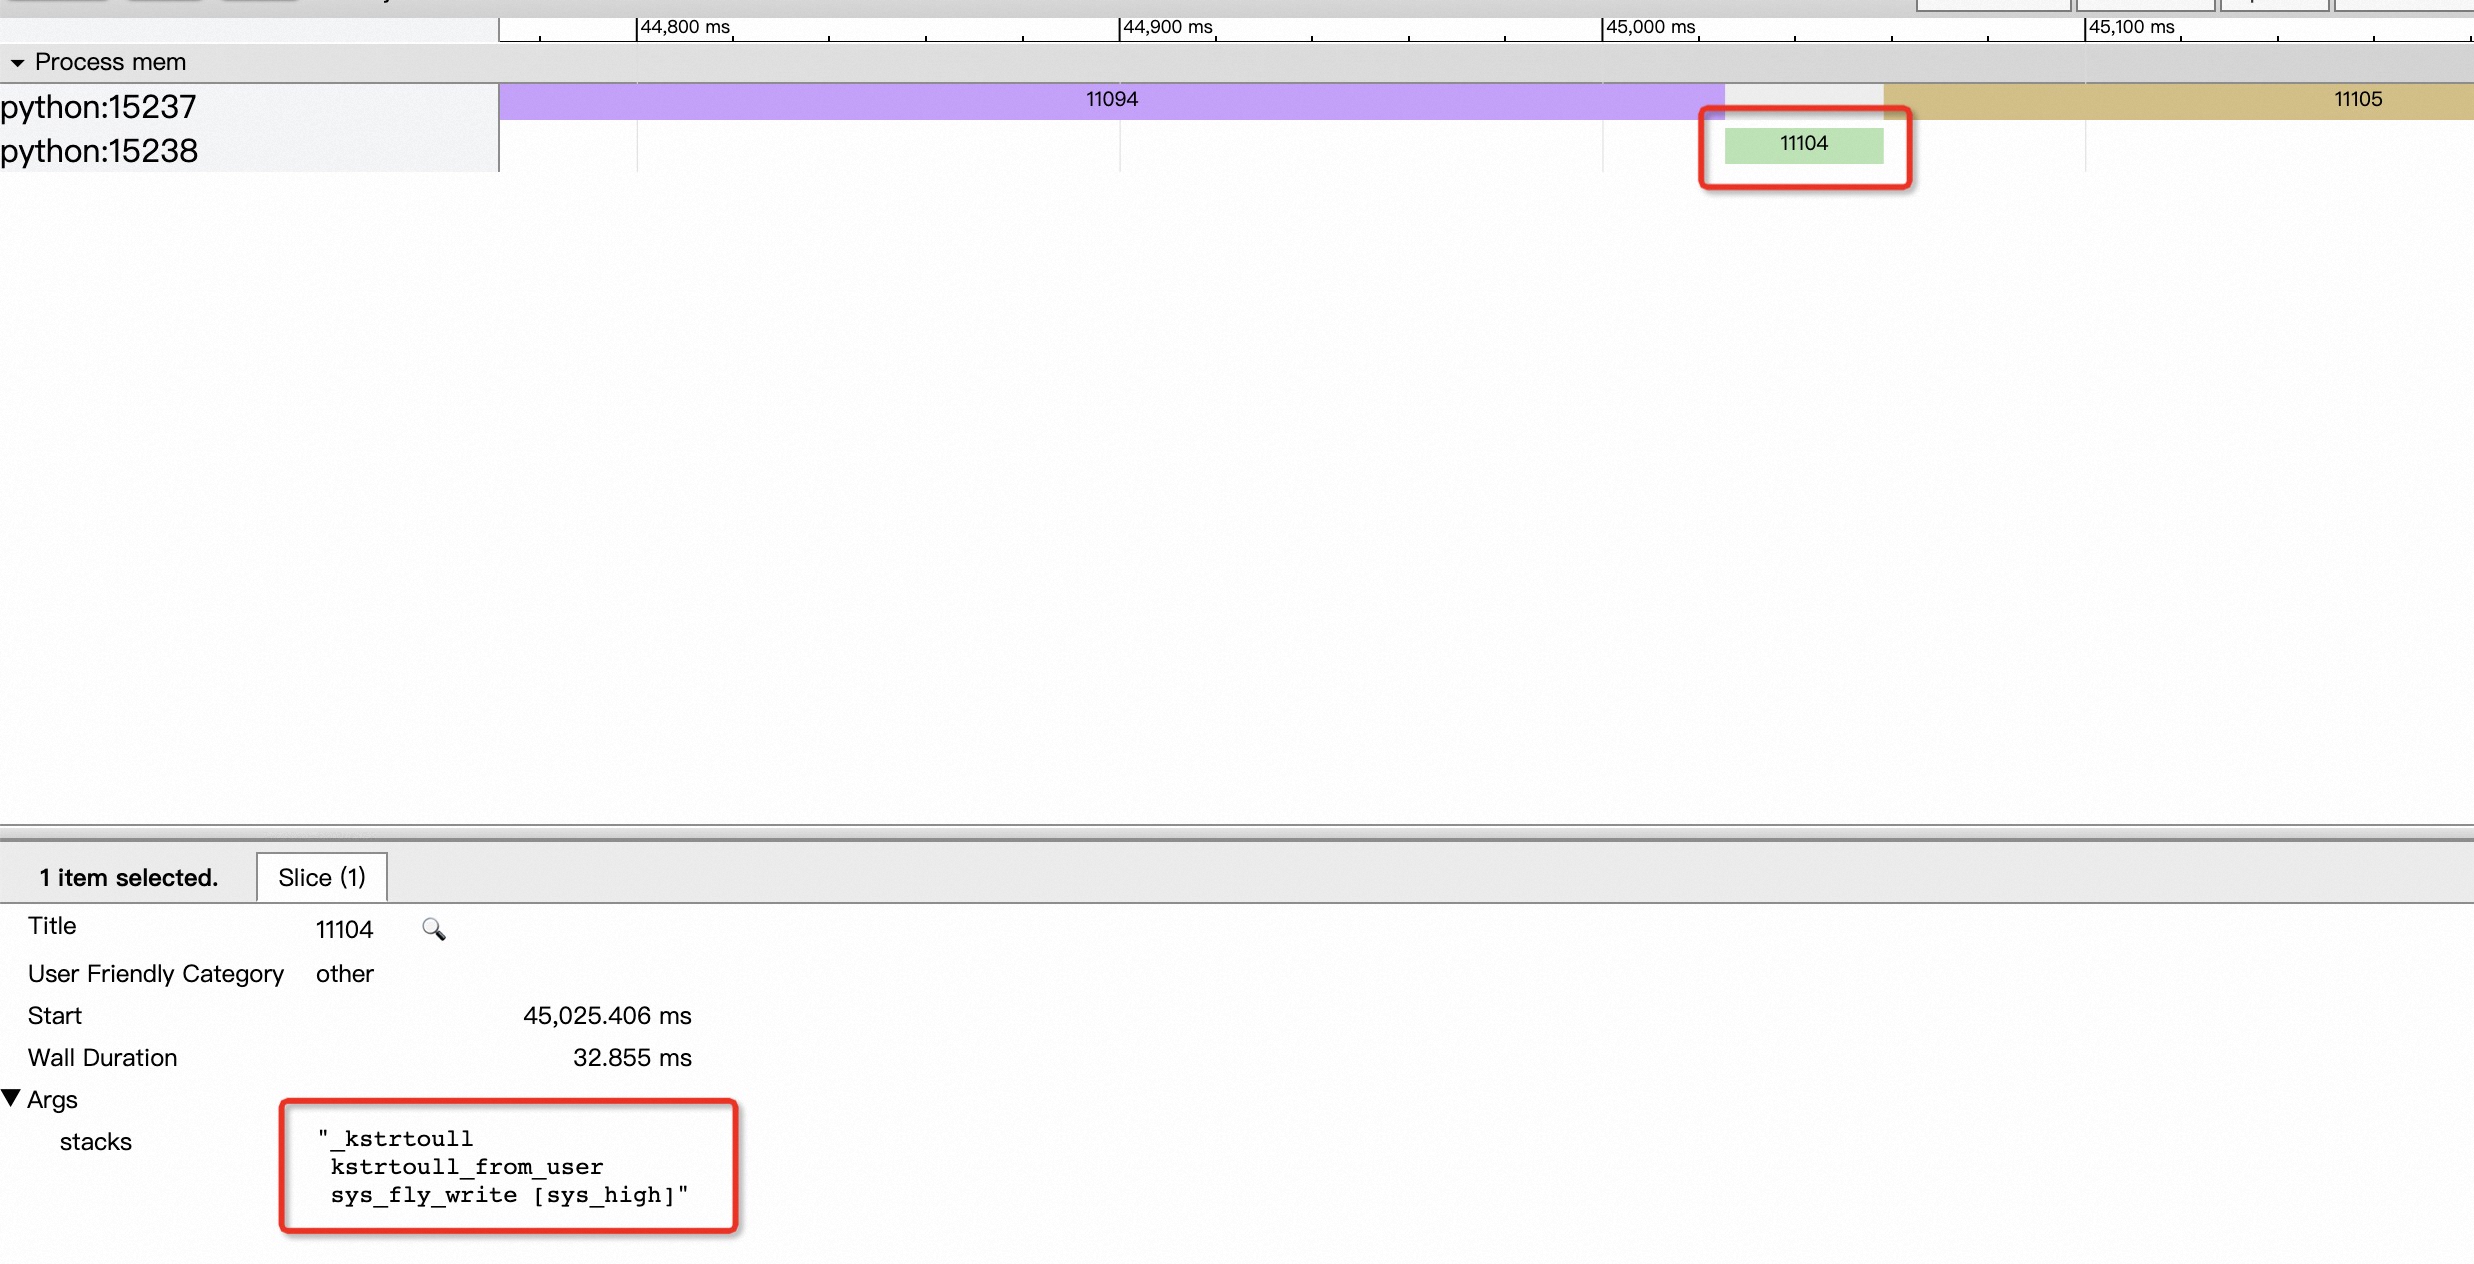 44,800 ms
44,900 ms
45,000 ms
45,100 ms
Process mem
python:15237
11094
11105
python:15238
11104
1 item selected.
Slice (1)
Title
11104
User Friendly Category
other
Start
45,025.406 ms
Wall Duration
32.855 ms
Args
stacks
"_kstrtoull
kstrtoull_from_user
sys_fly_write [sys_high]"